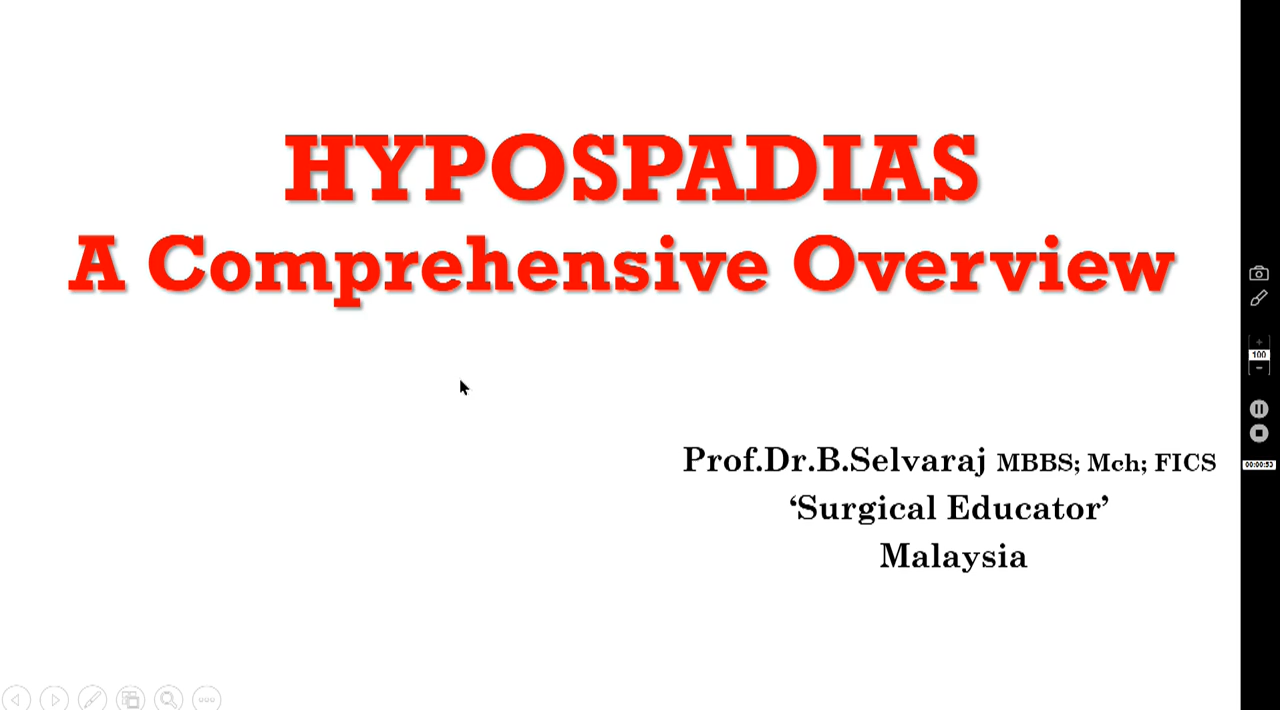 HYPOSPADIAS
A Comprehensive Overview
Prof.Dr.B.Selvaraj MBBS; Mch; FICS
‘Surgical Educator’
Malaysia
100
00:00:53